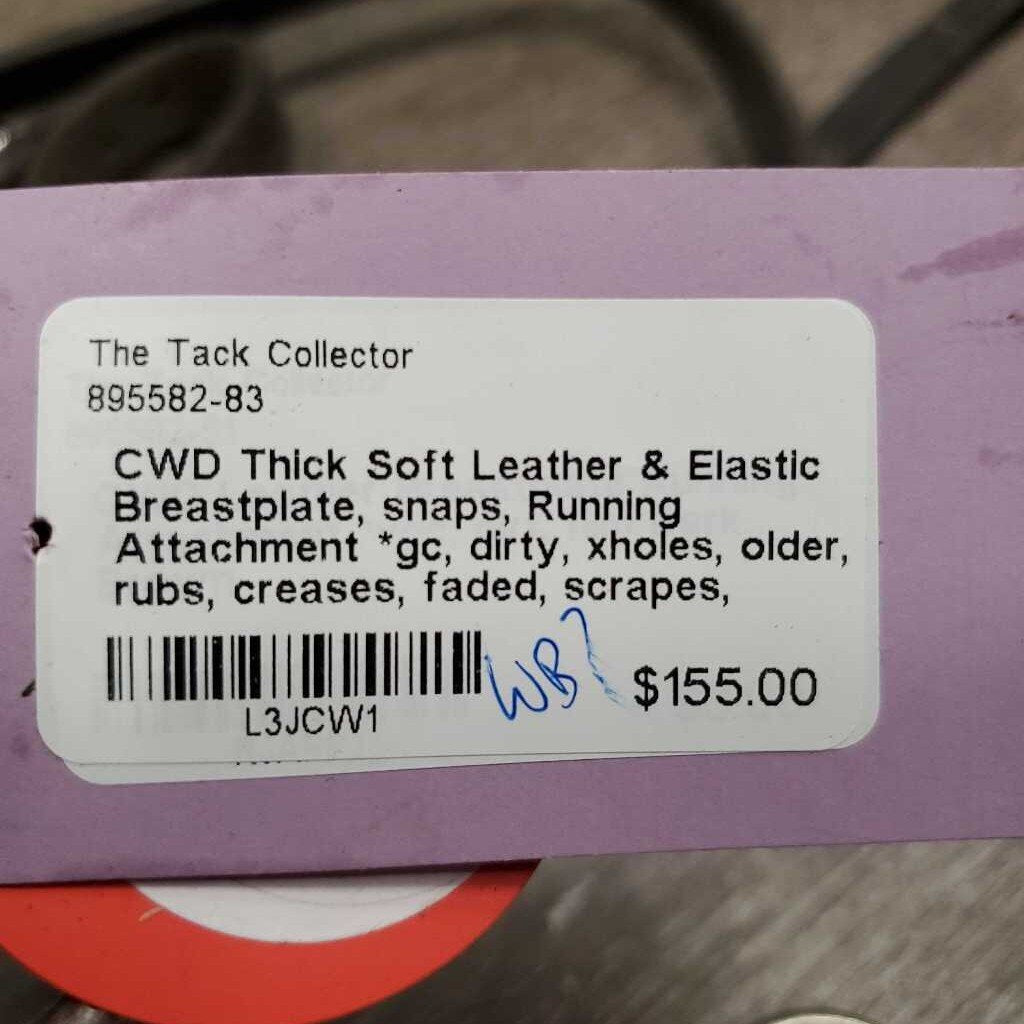 The Tack Collector
895582-83
CWD Thick Soft Leather & Elastic
Breastplate, snaps, Running
Attachment *gc, dirty, xholes, older,
rubs, creases, faded, scrapes,
WB?
$155.00
L3JCW1